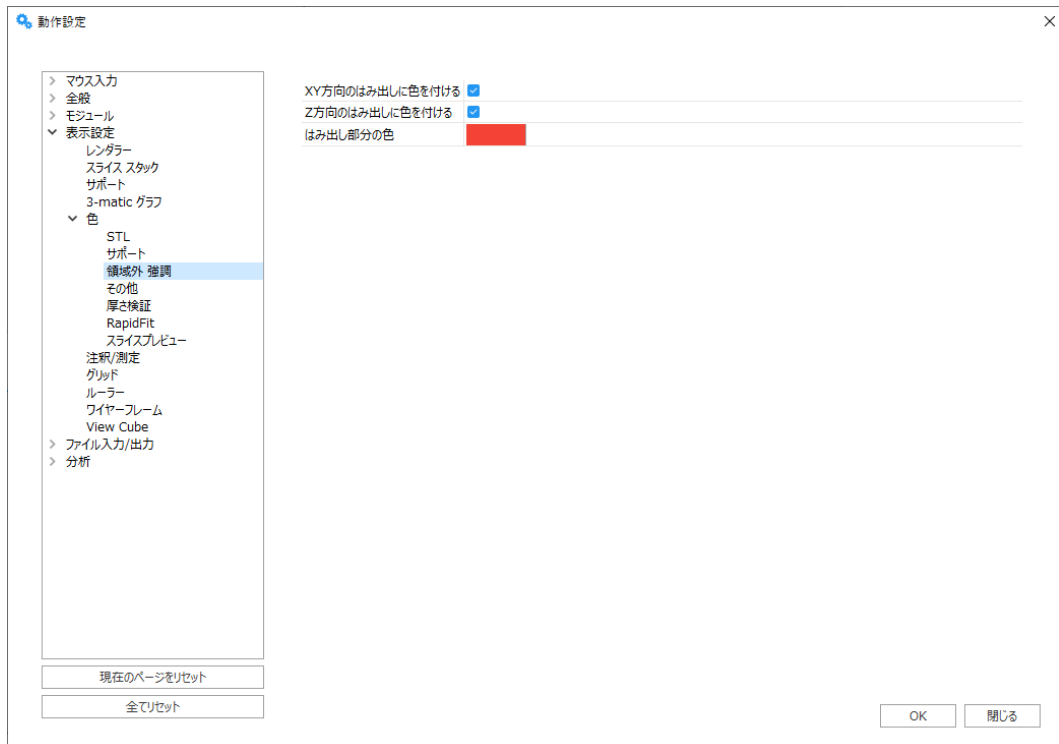 動作設定
マウス入力
全般
モジュール
表示設定
レンダラー
スライス スタック
サポート
3-matic グラフ
色
STL
サポート
領域外 強調
その他
厚さ検証
RapidFit
スライスプレビュー
注釈/測定
グリッド
ルーラー
ワイヤーフレーム
View Cube
ファイル入力/出力
分析
XY方向のはみ出しに色を付ける
Z方向のはみ出しに色を付ける
はみ出し部分の色
現在のページをリセット
全てリセット
OK
閉じる